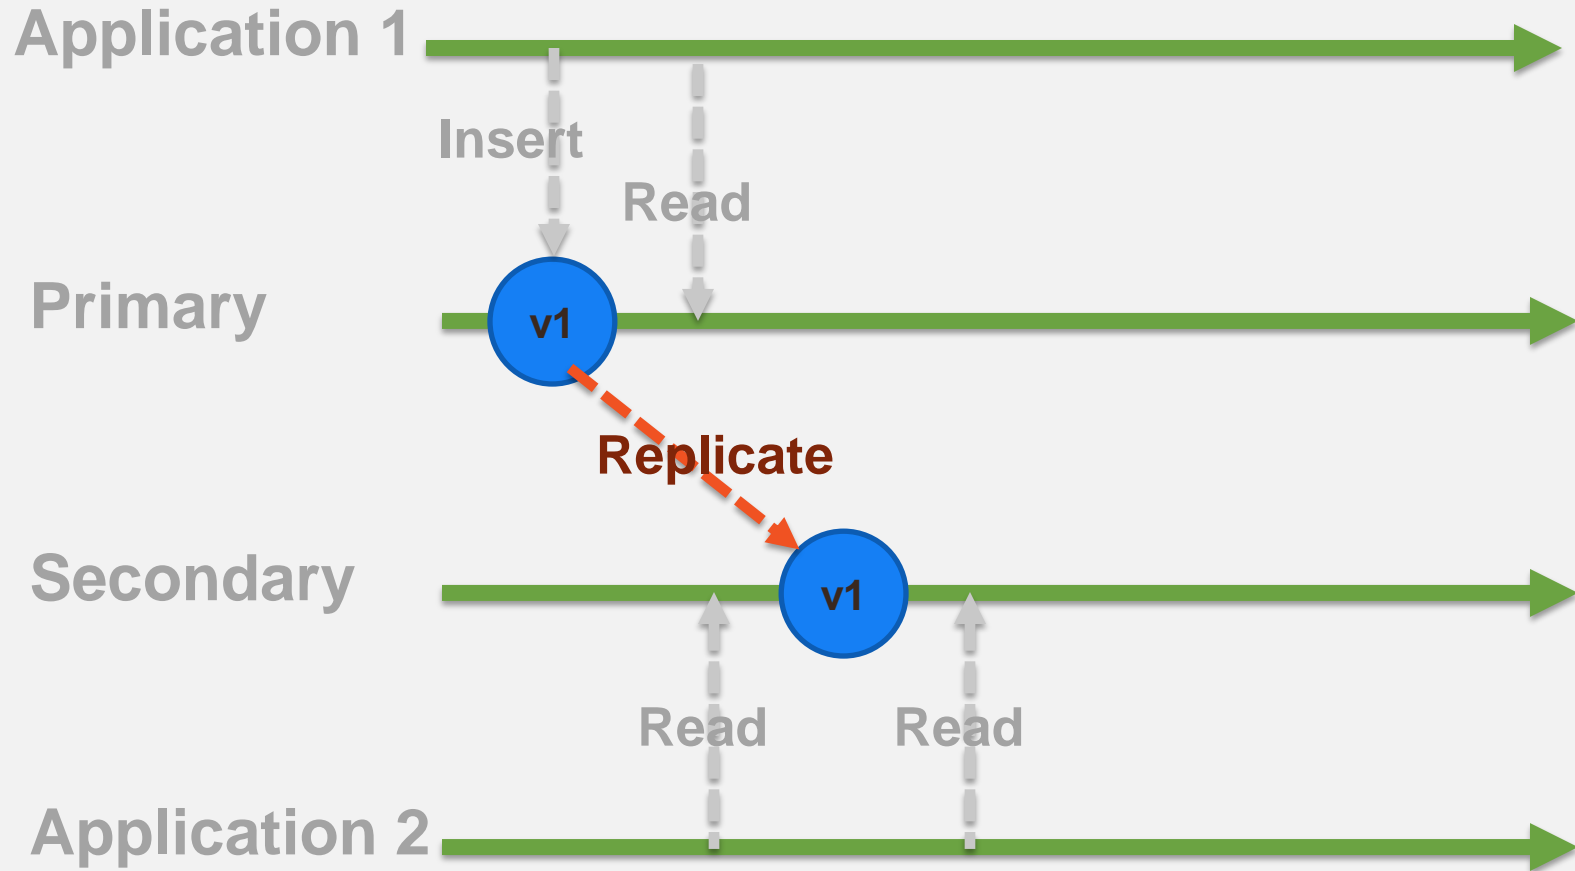 Application 1
Insert
Read
Primary
v1
Replicate
Secondary
v1
Read
Read
Application 2